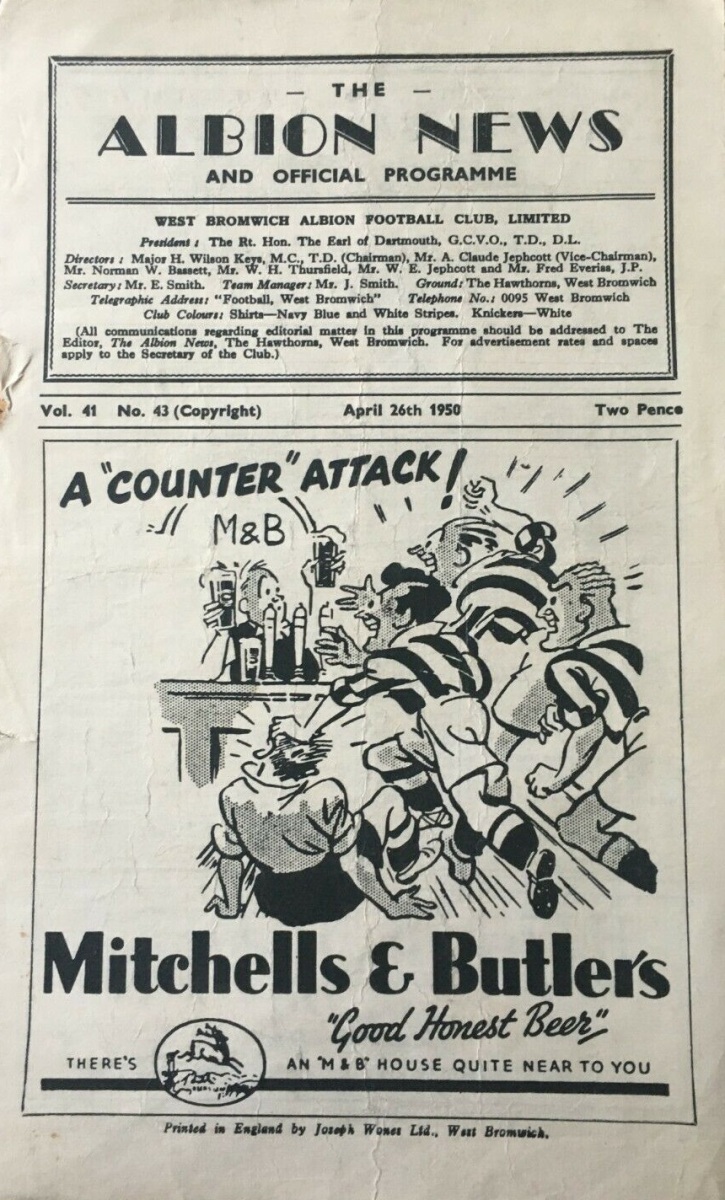 – THE –
ALBION NEWS
AND OFFICIAL PROGRAMME
WEST BROMWICH ALBION FOOTBALL CLUB, LIMITED
President : The Rt. Hon. The Earl of Dartmouth, G.C.V.O., T.D., D.L.
Directors : Major H. Wilson Keys, M.C., T.D. (Chairman), Mr. A. Claude Jephcott (Vice-Chairman),
Mr. Norman W. Bassett, Mr. W. H. Thursfield, Mr. W. E. Jephcott and Mr. Fred Everiss, J.P.
Secretary: Mr. E. Smith. Team Manager: Mr. J. Smith. Ground: The Hawthorns, West Bromwich
Telegraphic Address: "Football, West Bromwich" Telephone No.: 0095 West Bromwich
Club Colours: Shirts—Navy Blue and White Stripes. Knickers—White
(All communications regarding editorial matter in this programme should be addressed to The
Editor, The Albion News, The Hawthorns, West Bromwich. For advertisement rates and spaces
apply to the Secretary of the Club.)
Vol. 41 No. 43 (Copyright) April 26th 1950 Two Pence
A "COUNTER" ATTACK!
M&B
Mitchells & Butler's
"Good Honest Beer"
THERE'S AN "M & B" HOUSE QUITE NEAR TO YOU
Printed in England by Joseph Wones Ltd., West Bromwich.